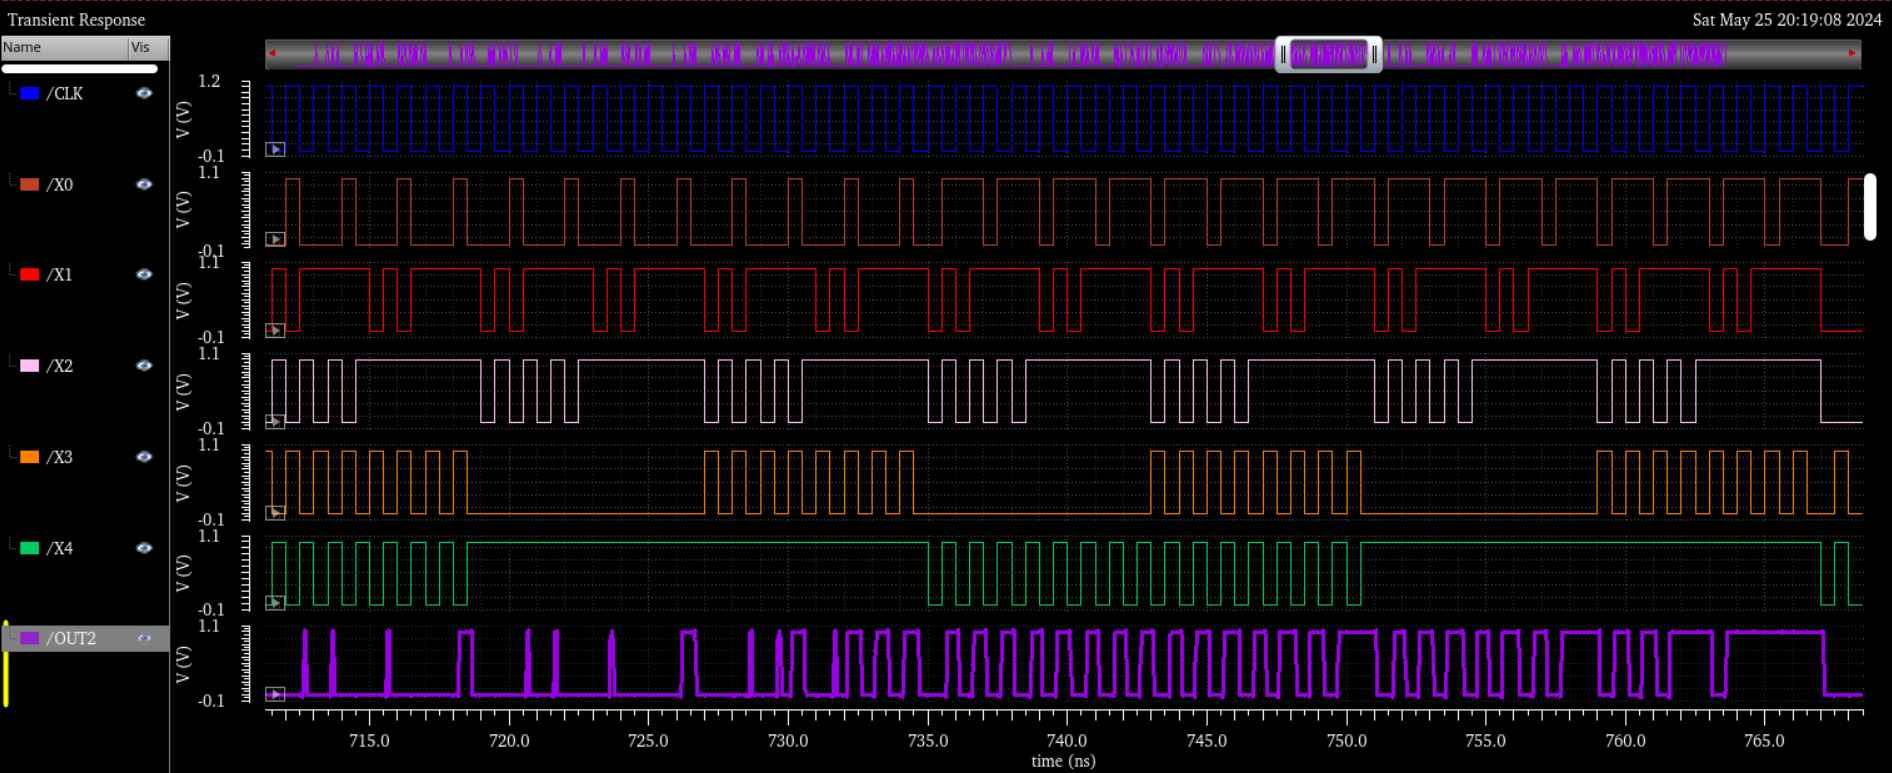 Transient Response
Sat May 25 20:19:08 2024
Name Vis
/CLK
1.2
V (V)
-0.1
/X0
1.1
V (V)
-0.1
/X1
1.1
V (V)
-0.1
/X2
1.1
V (V)
-0.1
/X3
1.1
V (V)
-0.1
/X4
1.1
V (V)
-0.1
/OUT2
1.1
V (V)
-0.1
715.0 720.0 725.0 730.0 735.0 740.0 745.0 750.0 755.0 760.0 765.0
time (ns)